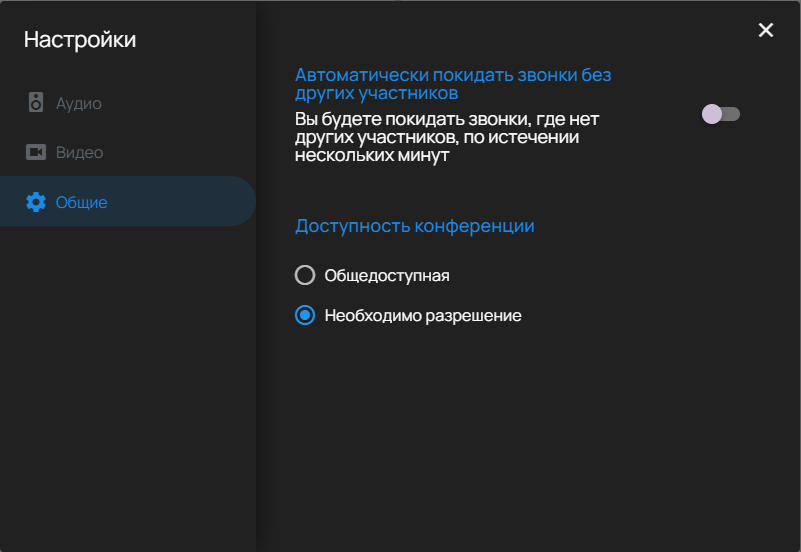 Настройки
Аудио
Видео
Общие
Автоматически покидать звонки без
других участников
Вы будете покидать звонки, где нет
других участников, по истечении
нескольких минут
Доступность конференции
Общедоступная
Необходимо разрешение